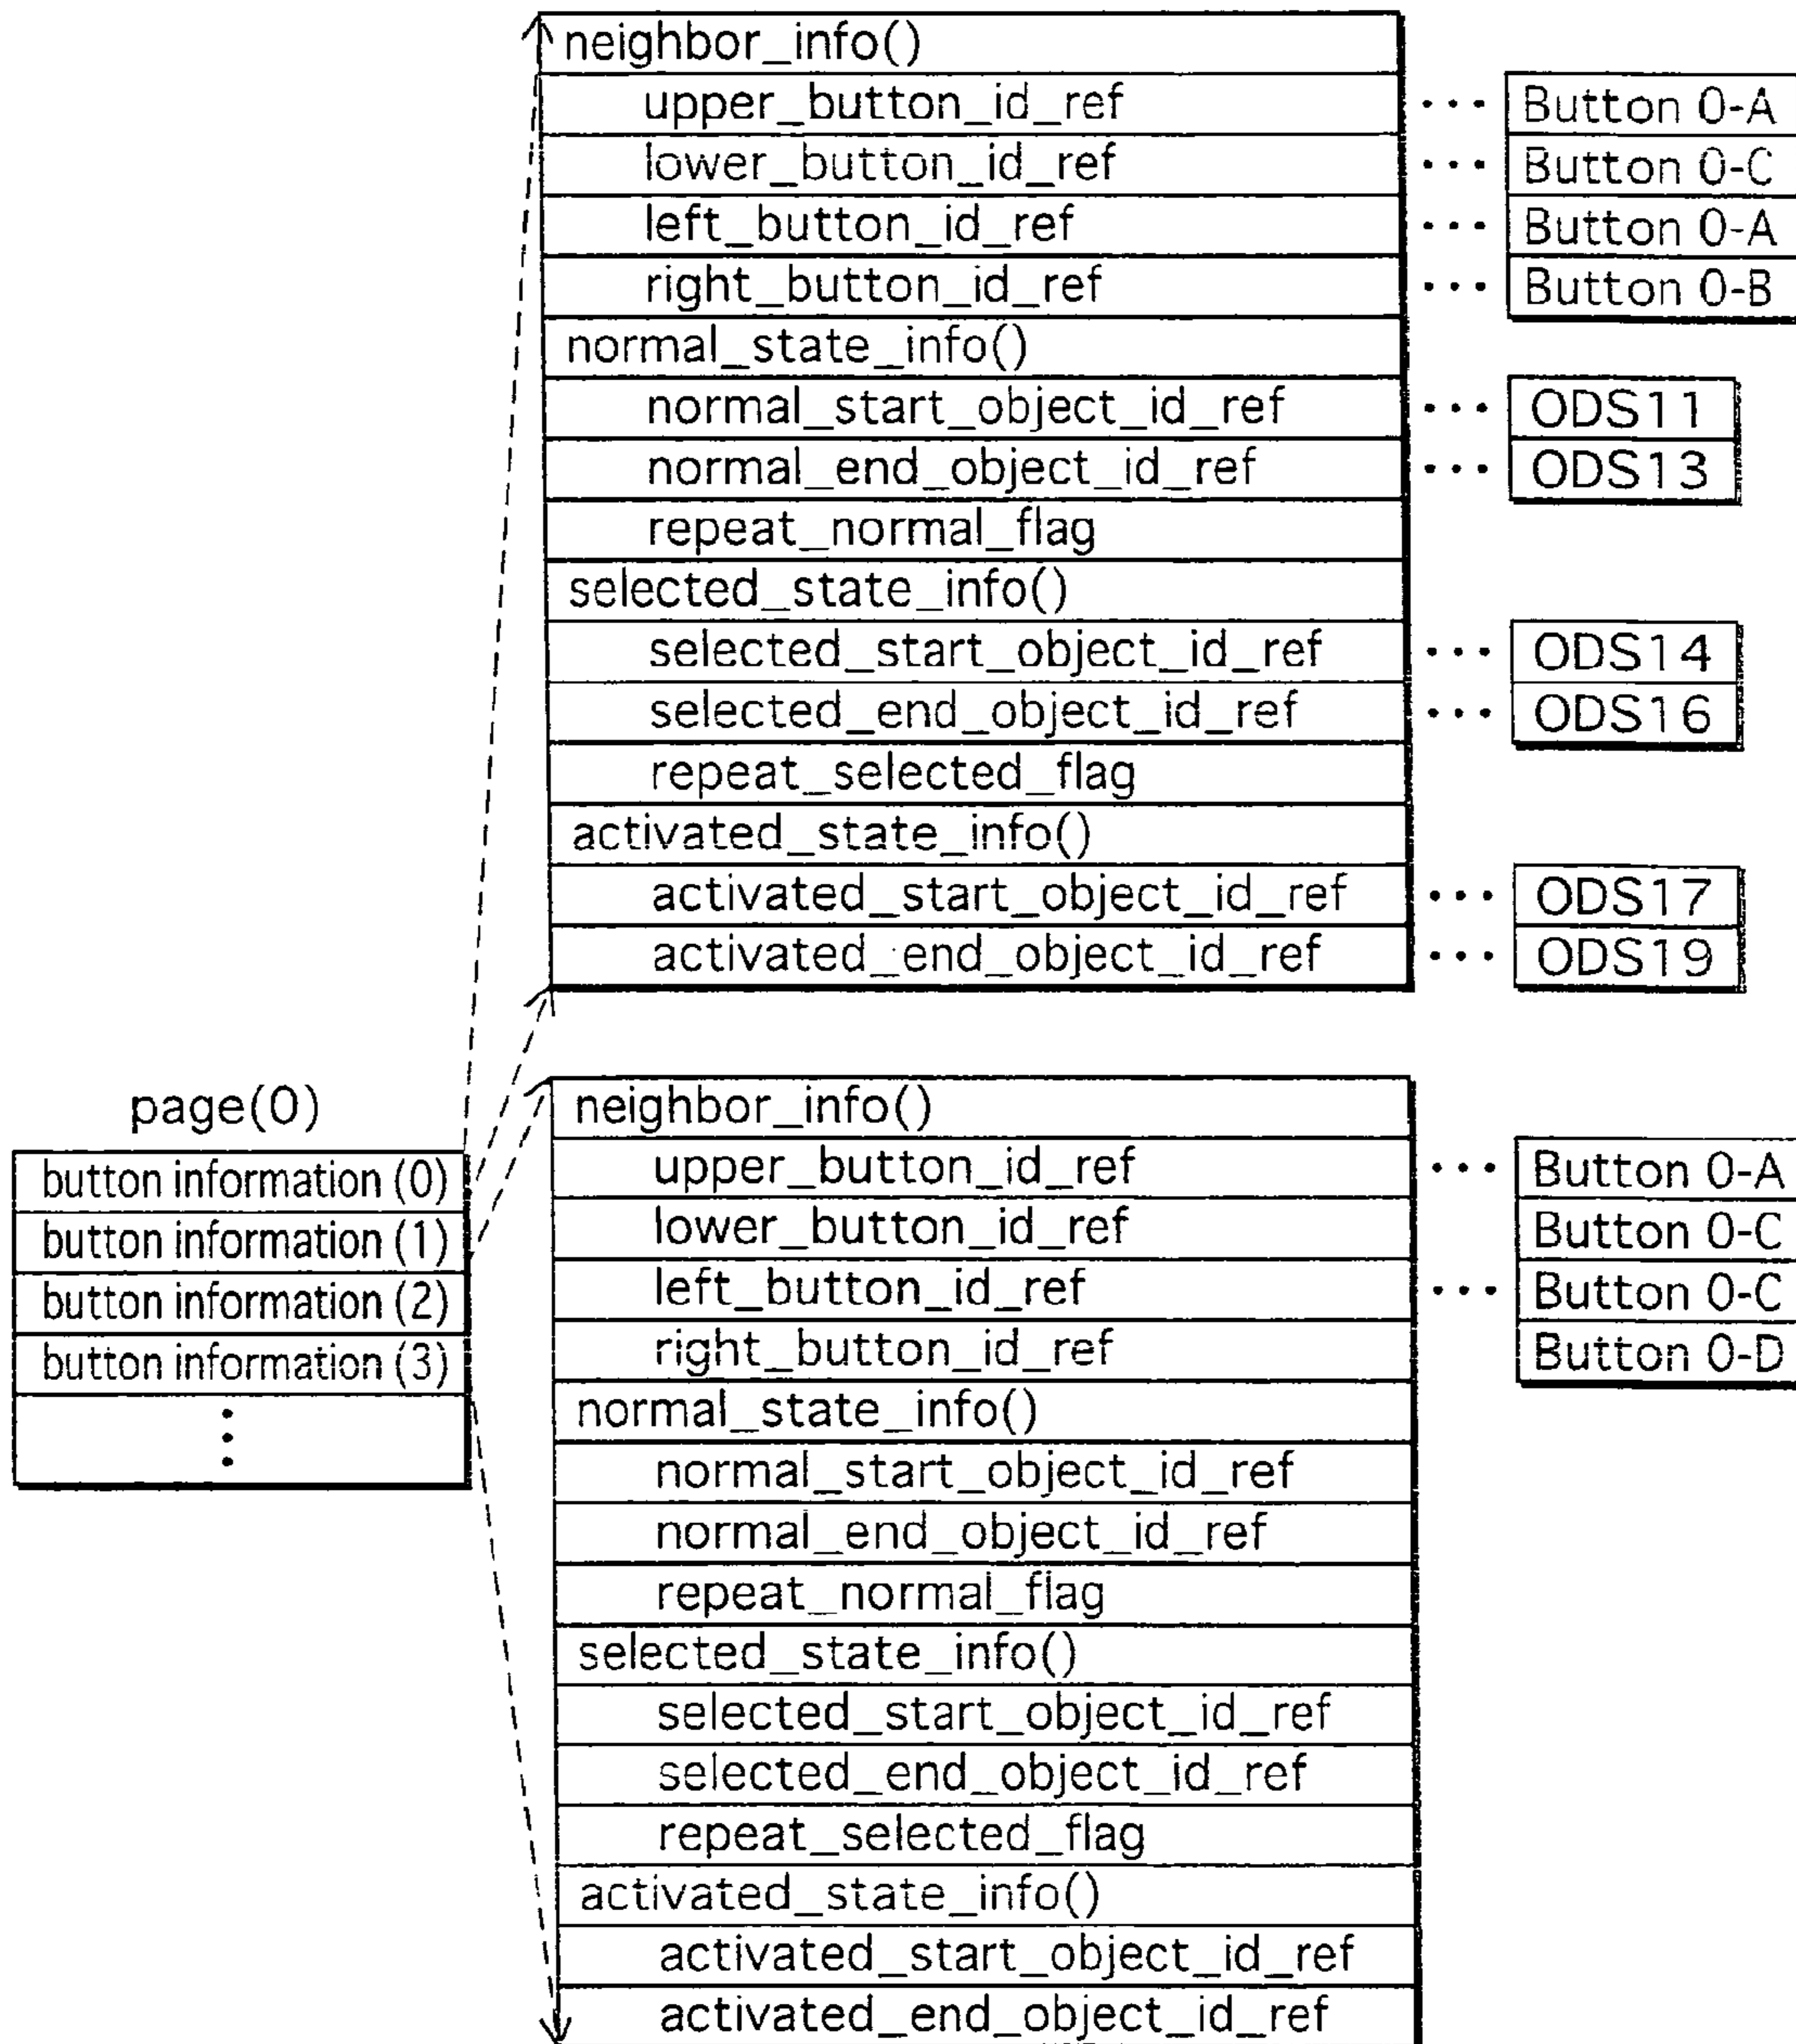 neighbor_info()
upper_button_id_ref ... Button 0-A
lower_button_id_ref ... Button 0-C
left_button_id_ref ... Button 0-A
right_button_id_ref ... Button 0-B
normal_state_info()
normal_start_object_id_ref ... ODS11
normal_end_object_id_ref ... ODS13
repeat_normal_flag
selected_state_info()
selected_start_object_id_ref ... ODS14
selected_end_object_id_ref ... ODS16
repeat_selected_flag
activated_state_info()
activated_start_object_id_ref ... ODS17
activated_end_object_id_ref ... ODS19
page(0)
button information (0)
button information (1)
button information (2)
button information (3)
⋮
neighbor_info()
upper_button_id_ref ... Button 0-A
lower_button_id_ref Button 0-C
left_button_id_ref ... Button 0-C
right_button_id_ref Button 0-D
normal_state_info()
normal_start_object_id_ref
normal_end_object_id_ref
repeat_normal_flag
selected_state_info()
selected_start_object_id_ref
selected_end_object_id_ref
repeat_selected_flag
activated_state_info()
activated_start_object_id_ref
activated_end_object_id_ref